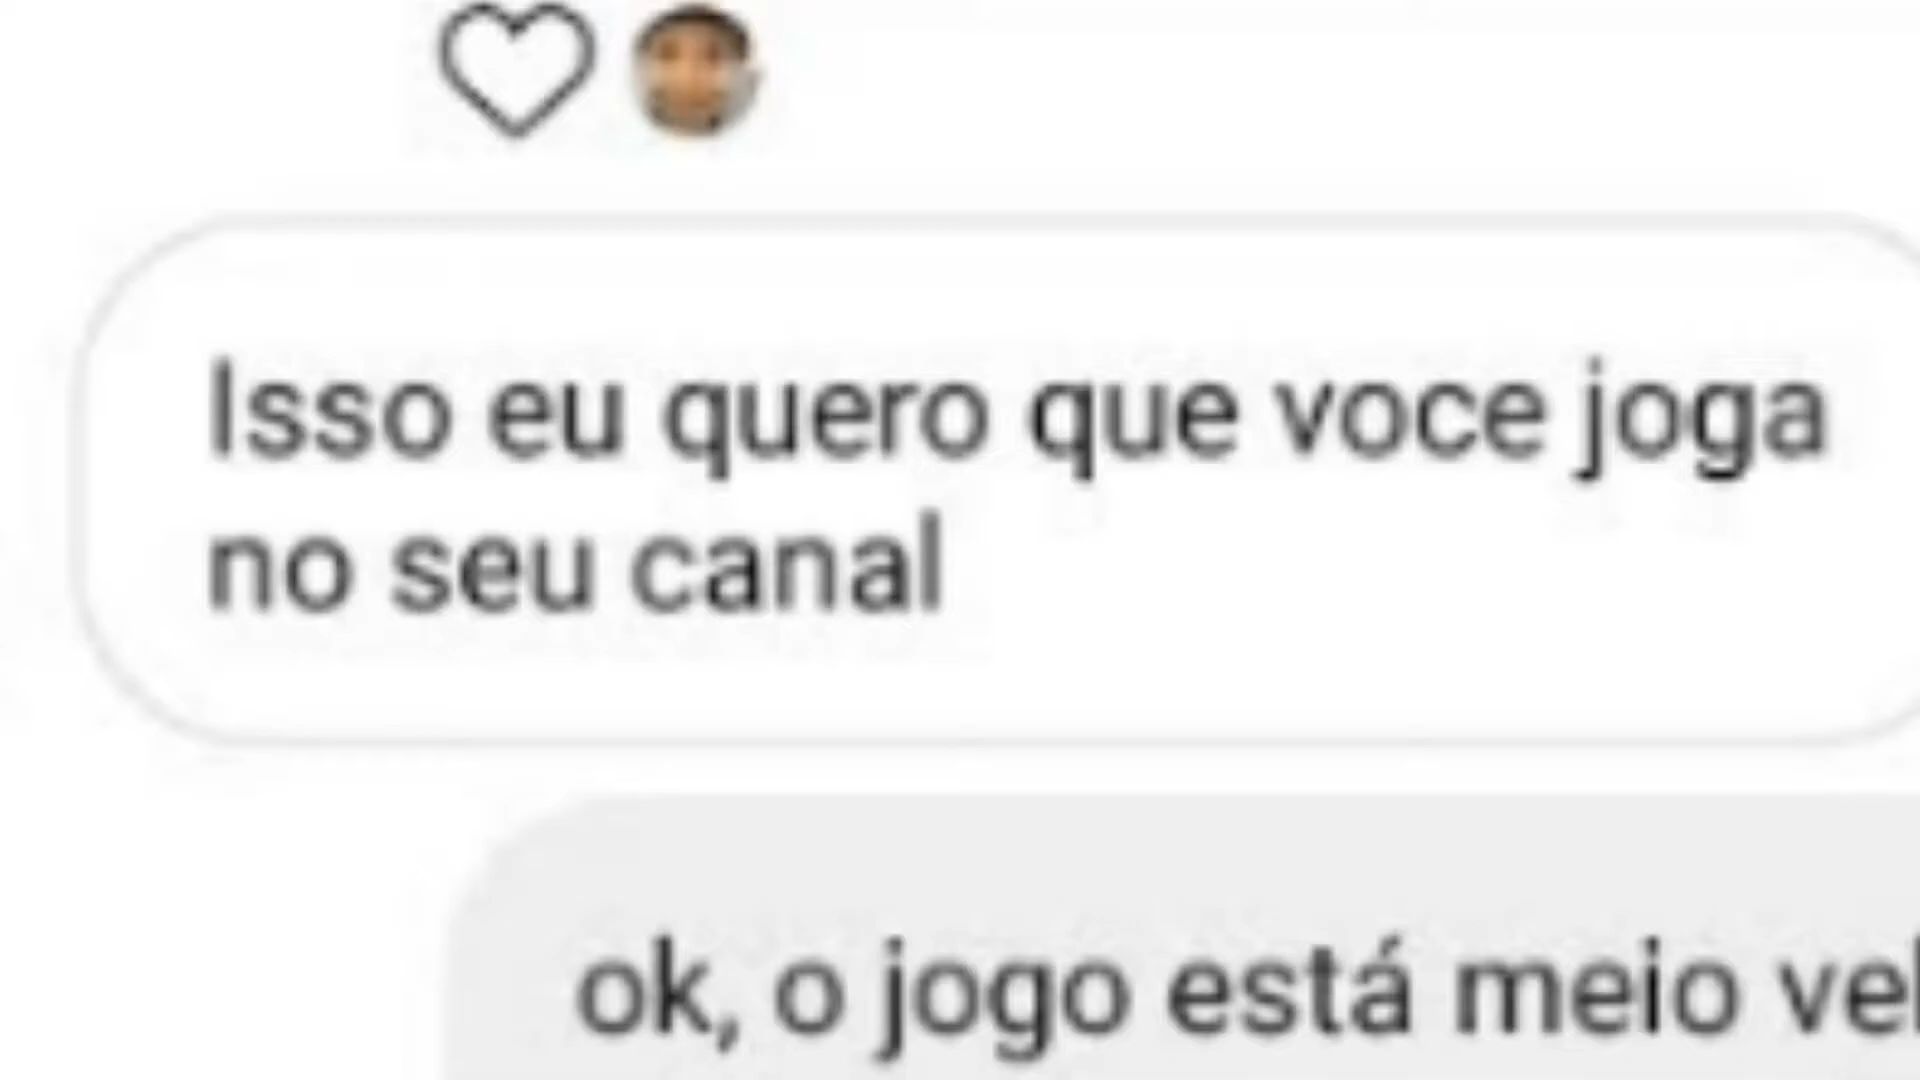 Isso eu quero que voce joga
no seu canal
ok, o jogo está meio